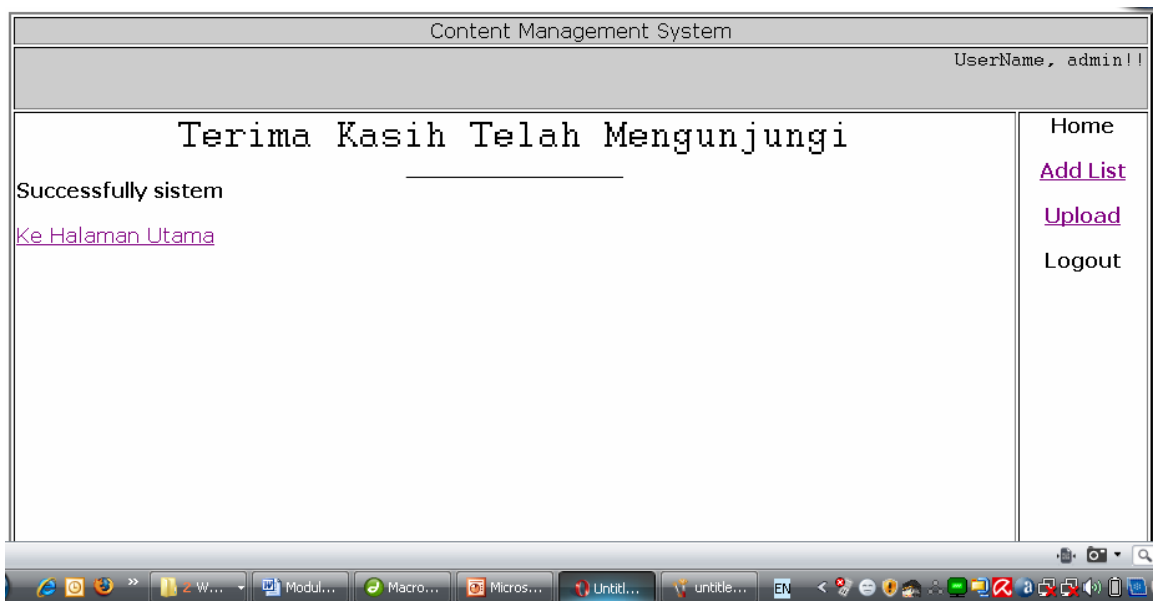 Content Management System
UserName, admin!!
Terima Kasih Telah Mengunjungi
Successfully sistem
Ke Halaman Utama
Home
Add List
Upload
Logout
2 W... Modul... Macro... Micros... Untitl... untitle... EN